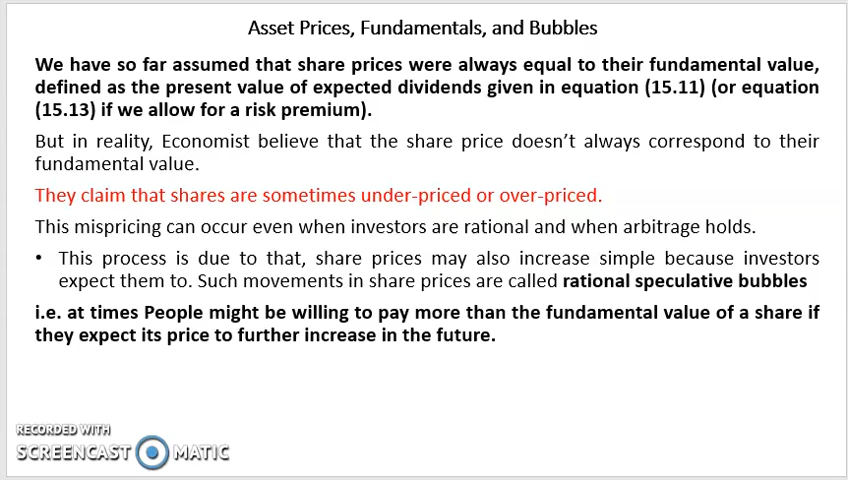 Asset Prices, Fundamentals, and Bubbles
We have so far assumed that share prices were always equal to their fundamental value,
defined as the present value of expected dividends given in equation (15.11) (or equation
(15.13) if we allow for a risk premium).
But in reality, Economist believe that the share price doesn’t always correspond to their
fundamental value.
They claim that shares are sometimes under-priced or over-priced.
This mispricing can occur even when investors are rational and when arbitrage holds.
• This process is due to that, share prices may also increase simple because investors
expect them to. Such movements in share prices are called rational speculative bubbles
i.e. at times People might be willing to pay more than the fundamental value of a share if
they expect its price to further increase in the future.
RECORDED WITH
SCREENCAST MATIC